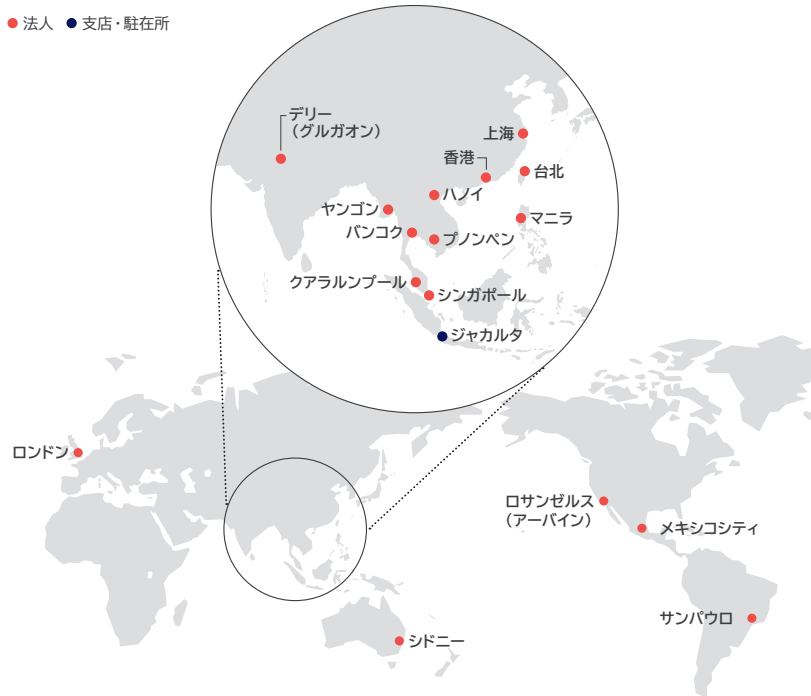 法人 支店・駐在所
デリー
（グルガオン）
上海
香港
台北
ハノイ
ヤンゴン
マニラ
バンコク
プノンペン
クアラルンプール
シンガポール
ジャカルタ
ロンドン
ロサンゼルス
（アーバイン）
メキシコシティ
サンパウロ
シドニー